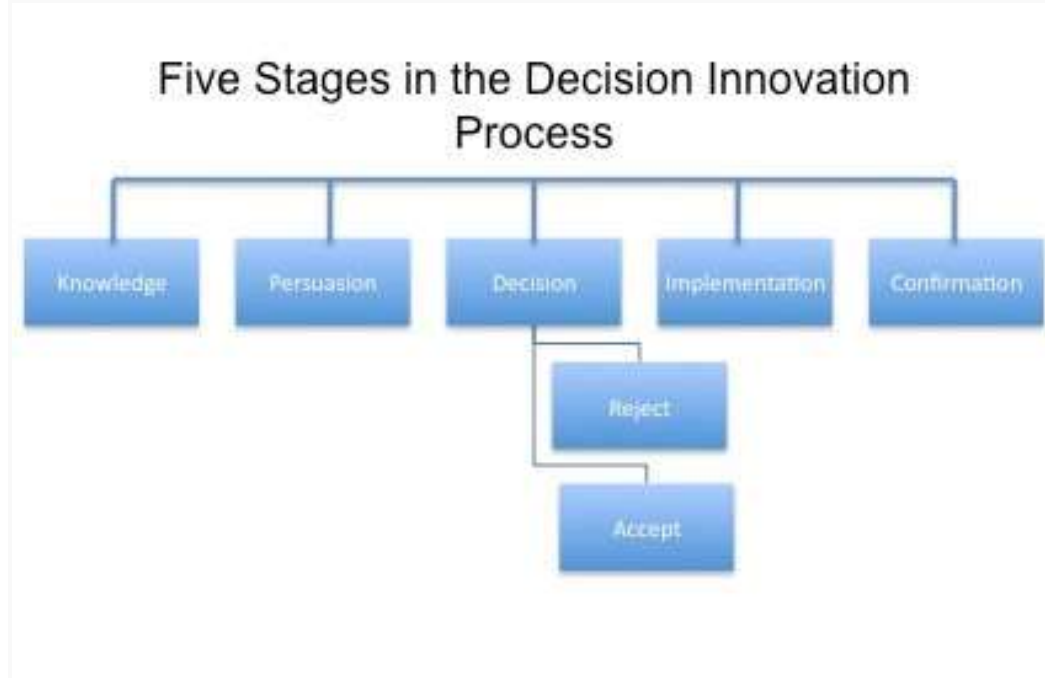 Five Stages in the Decision Innovation
Process
Knowledge
Persuasion
Decision
Implementation
Confirmation
Reject
Accept